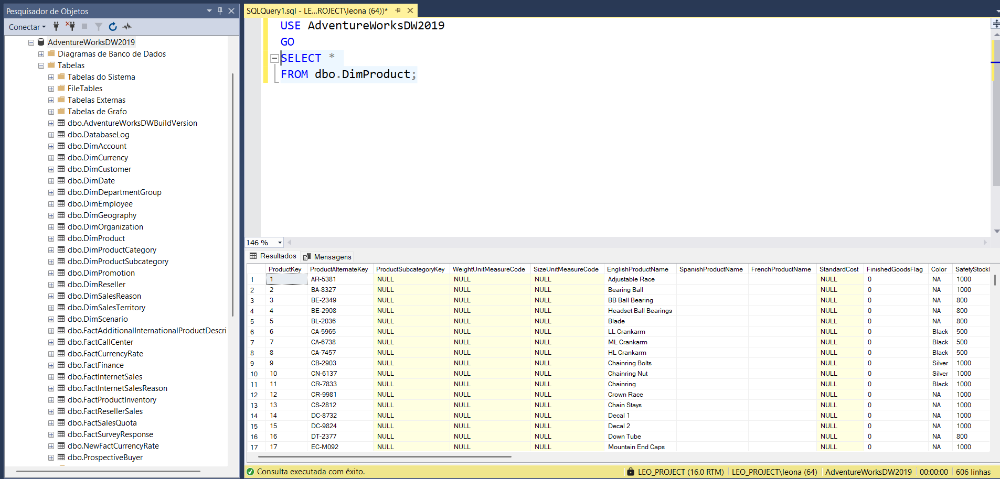 Pesquisador de Objetos
Conectar
AdventureWorksDW2019
Diagramas de Banco de Dados
Tabelas
Tabelas do Sistema
FileTables
Tabelas Externas
Tabelas de Grafo
dbo.AdventureWorksDWBuildVersion
dbo.DatabaseLog
dbo.DimAccount
dbo.DimCurrency
dbo.DimCustomer
dbo.DimDate
dbo.DimDepartmentGroup
dbo.DimEmployee
dbo.DimGeography
dbo.DimOrganization
dbo.DimProduct
dbo.DimProductCategory
dbo.DimProductSubcategory
dbo.DimPromotion
dbo.DimReseller
dbo.DimSalesReason
dbo.DimSalesTerritory
dbo.DimScenario
dbo.FactAdditionalInternationalProductDescri
dbo.FactCallCenter
dbo.FactCurrencyRate
dbo.FactFinance
dbo.FactInternetSales
dbo.FactInternetSalesReason
dbo.FactProductInventory
dbo.FactResellerSales
dbo.FactSalesQuota
dbo.FactSurveyResponse
dbo.NewFactCurrencyRate
dbo.ProspectiveBuyer
SQLQuery1.sql - LE...ROJECT\leona (64))*
USE AdventureWorksDW2019
GO
SELECT *
FROM dbo.DimProduct;
146 %
Resultados Mensagens
ProductKey ProductAlternateKey ProductSubcategoryKey WeightUnitMeasureCode SizeUnitMeasureCode EnglishProductName SpanishProductName FrenchProductName StandardCost FinishedGoodsFlag Color SafetyStockl
1 1 AR-5381 NULL NULL NULL Adjustable Race NULL 0 NA 1000
2 2 BA-8327 NULL NULL NULL Bearing Ball NULL 0 NA 1000
3 3 BE-2349 NULL NULL NULL BB Ball Bearing NULL 0 NA 800
4 4 BE-2908 NULL NULL NULL Headset Ball Bearings NULL 0 NA 800
5 5 BL-2036 NULL NULL NULL Blade NULL 0 NA 800
6 6 CA-5965 NULL NULL NULL LL Crankarm NULL 0 Black 500
7 7 CA-6738 NULL NULL NULL ML Crankarm NULL 0 Black 500
8 8 CA-7457 NULL NULL NULL HL Crankarm NULL 0 Black 500
9 9 CB-2903 NULL NULL NULL Chainring Bolts NULL 0 Silver 1000
10 10 CN-6137 NULL NULL NULL Chainring Nut NULL 0 Silver 1000
11 11 CR-7833 NULL NULL NULL Chainring NULL 0 Black 1000
12 12 CR-9981 NULL NULL NULL Crown Race NULL 0 NA 1000
13 13 CS-2812 NULL NULL NULL Chain Stays NULL 0 NA 1000
14 14 DC-8732 NULL NULL NULL Decal 1 NULL 0 NA 1000
15 15 DC-9824 NULL NULL NULL Decal 2 NULL 0 NA 1000
16 16 DT-2377 NULL NULL NULL Down Tube NULL 0 NA 800
17 17 EC-M092 NULL NULL NULL Mountain End Caps NULL 0 NA 1000
Consulta executada com êxito. LEO_PROJECT (16.0 RTM) LEO_PROJECT\leona (64) AdventureWorksDW2019 00:00:00 606 linhas